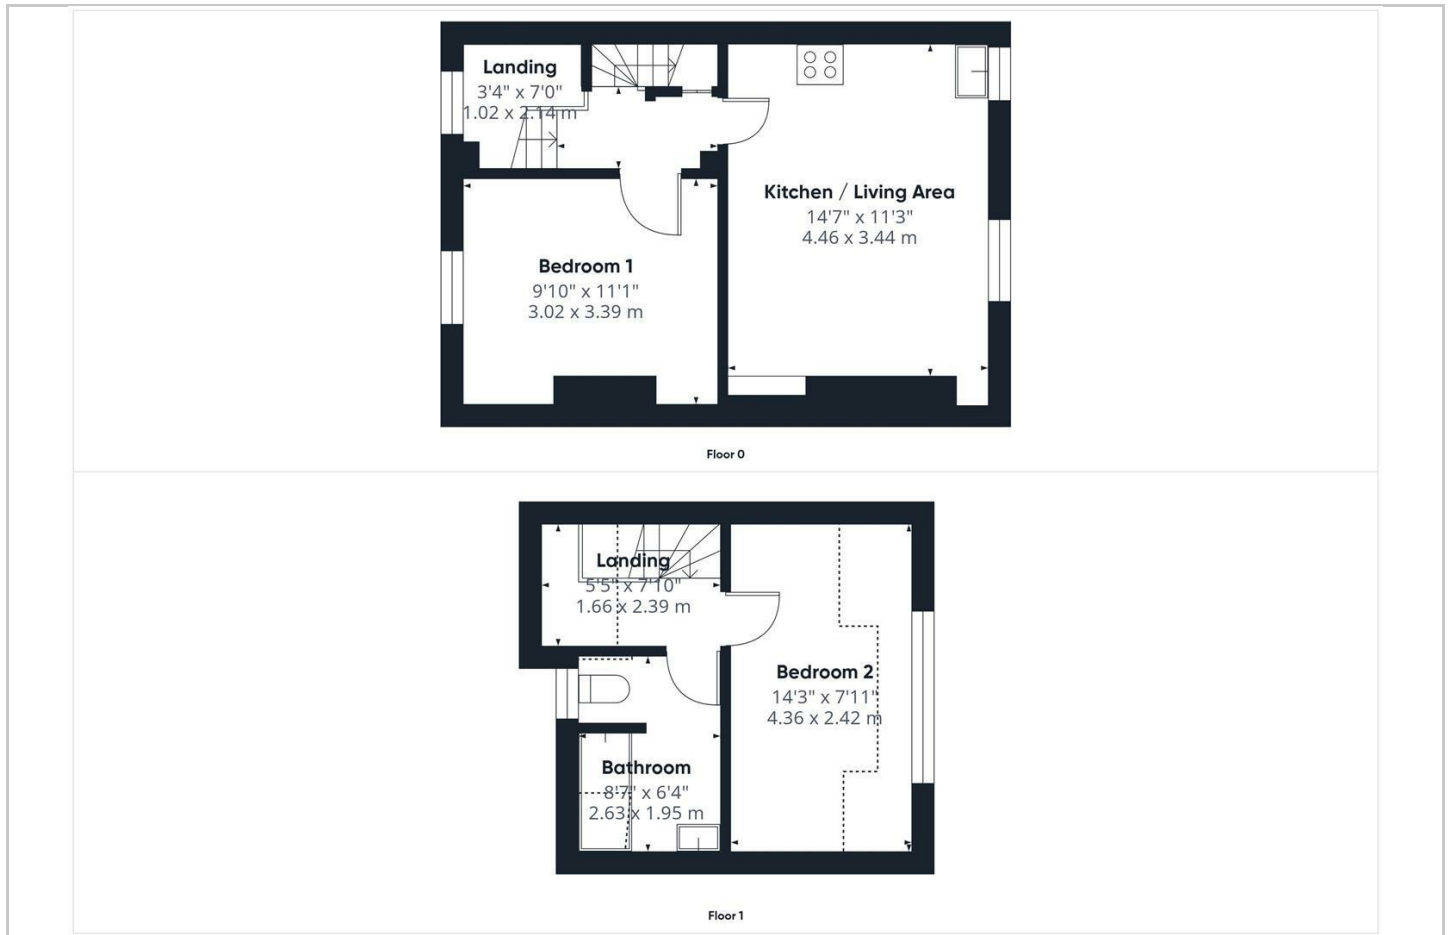 Landing
3'4" x 7'0"
1.02 x 2.14 m
Kitchen / Living Area
14'7" x 11'3"
4.46 x 3.44 m
Bedroom 1
9'10" x 11'1"
3.02 x 3.39 m
Floor 0
Landing
5'5" x 7'10"
1.66 x 2.39 m
Bedroom 2
14'3" x 7'11"
4.36 x 2.42 m
Bathroom
8'7" x 6'4"
2.63 x 1.95 m
Floor 1